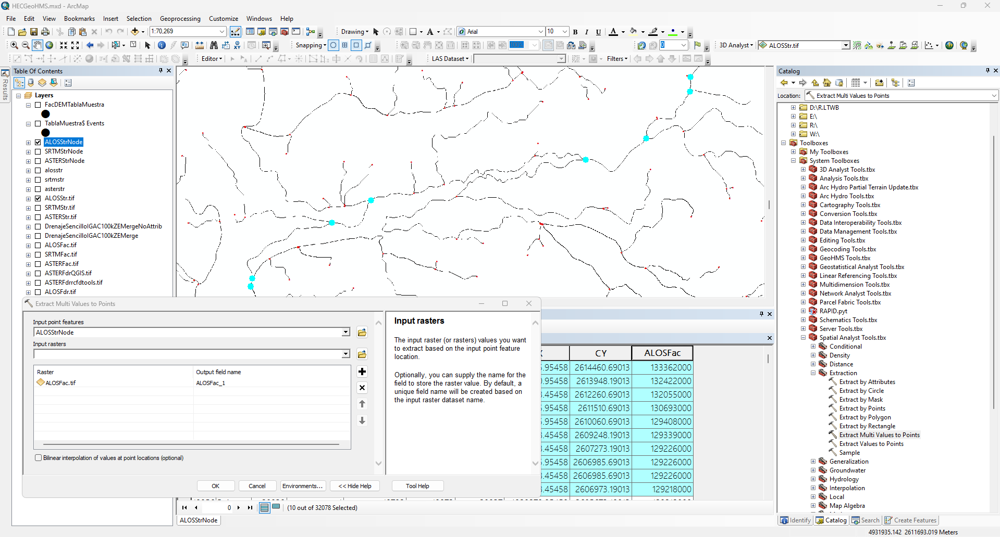 HECGeoHMS.mxd - ArcMap
File Edit View Bookmarks Insert Selection Geoprocessing Customize Windows Help
1:70,269
Drawing
Arial
10
B I U A
Snapping
100%
0
3D Analyst
ALOSStr.tif
Editor
LAS Dataset
Filters
Results
Table Of Contents
Layers
FacDEMTablaMuestra
TablaMuestra$ Events
ALOSStrNode
SRTMStrNode
ASTERStrNode
alosstr
srtmstr
asterstr
ALOSStr.tif
SRTMStr.tif
ASTERStr.tif
DrenajeSencilloIGAC100kZEMergeNoAttrib
DrenajeSencilloIGAC100kZEMerge
ALOSFac.tif
SRTMFac.tif
ASTERFac.tif
ASTERFdrQGIS.tif
ASTERFdrrcfdtools.tif
ALOSFdr.tif
Extract Multi Values to Points
Input point features
ALOSStrNode
Input rasters
Raster Output field name
ALOSFac.tif ALOSFac_1
Bilinear interpolation of values at point locations (optional)
OK Cancel Environments... << Hide Help Tool Help
Input rasters
The input raster (or rasters) values you want
to extract based on the input point feature
location.
Optionally, you can supply the name for the
field to store the raster value. By default, a
unique field name will be created based on
the input raster dataset name.
CY ALOSFac
.95458 2614460.69013 133362000
.95458 2613948.19013 132422000
.45458 2612260.69013 132055000
.95458 2611510.69013 130693000
.95458 2610060.69013 129408000
.45458 2609248.19013 129339000
.45458 2607273.19013 129226000
.95458 2606985.69013 129226000
.45458 2606985.69013 129226000
.45458 2606973.19013 129218000
0 (10 out of 32078 Selected)
ALOSStrNode
Catalog
Location: Extract Multi Values to Points
D:\R.LTWB
E:\
R:\
W:\
Toolboxes
My Toolboxes
System Toolboxes
3D Analyst Tools.tbx
Analysis Tools.tbx
Arc Hydro Partial Terrain Update.tbx
Arc Hydro Tools.tbx
Cartography Tools.tbx
Conversion Tools.tbx
Data Interoperability Tools.tbx
Data Management Tools.tbx
Editing Tools.tbx
Geocoding Tools.tbx
GeoHMS Tools.tbx
Geostatistical Analyst Tools.tbx
Linear Referencing Tools.tbx
Multidimension Tools.tbx
Network Analyst Tools.tbx
Parcel Fabric Tools.tbx
RAPID.pyt
Schematics Tools.tbx
Server Tools.tbx
Spatial Analyst Tools.tbx
Conditional
Density
Distance
Extraction
Extract by Attributes
Extract by Circle
Extract by Mask
Extract by Points
Extract by Polygon
Extract by Rectangle
Extract Multi Values to Points
Extract Values to Points
Sample
Generalization
Groundwater
Hydrology
Interpolation
Local
Map Algebra
Identify Catalog Search Create Features
4931935.142 2611693.019 Meters